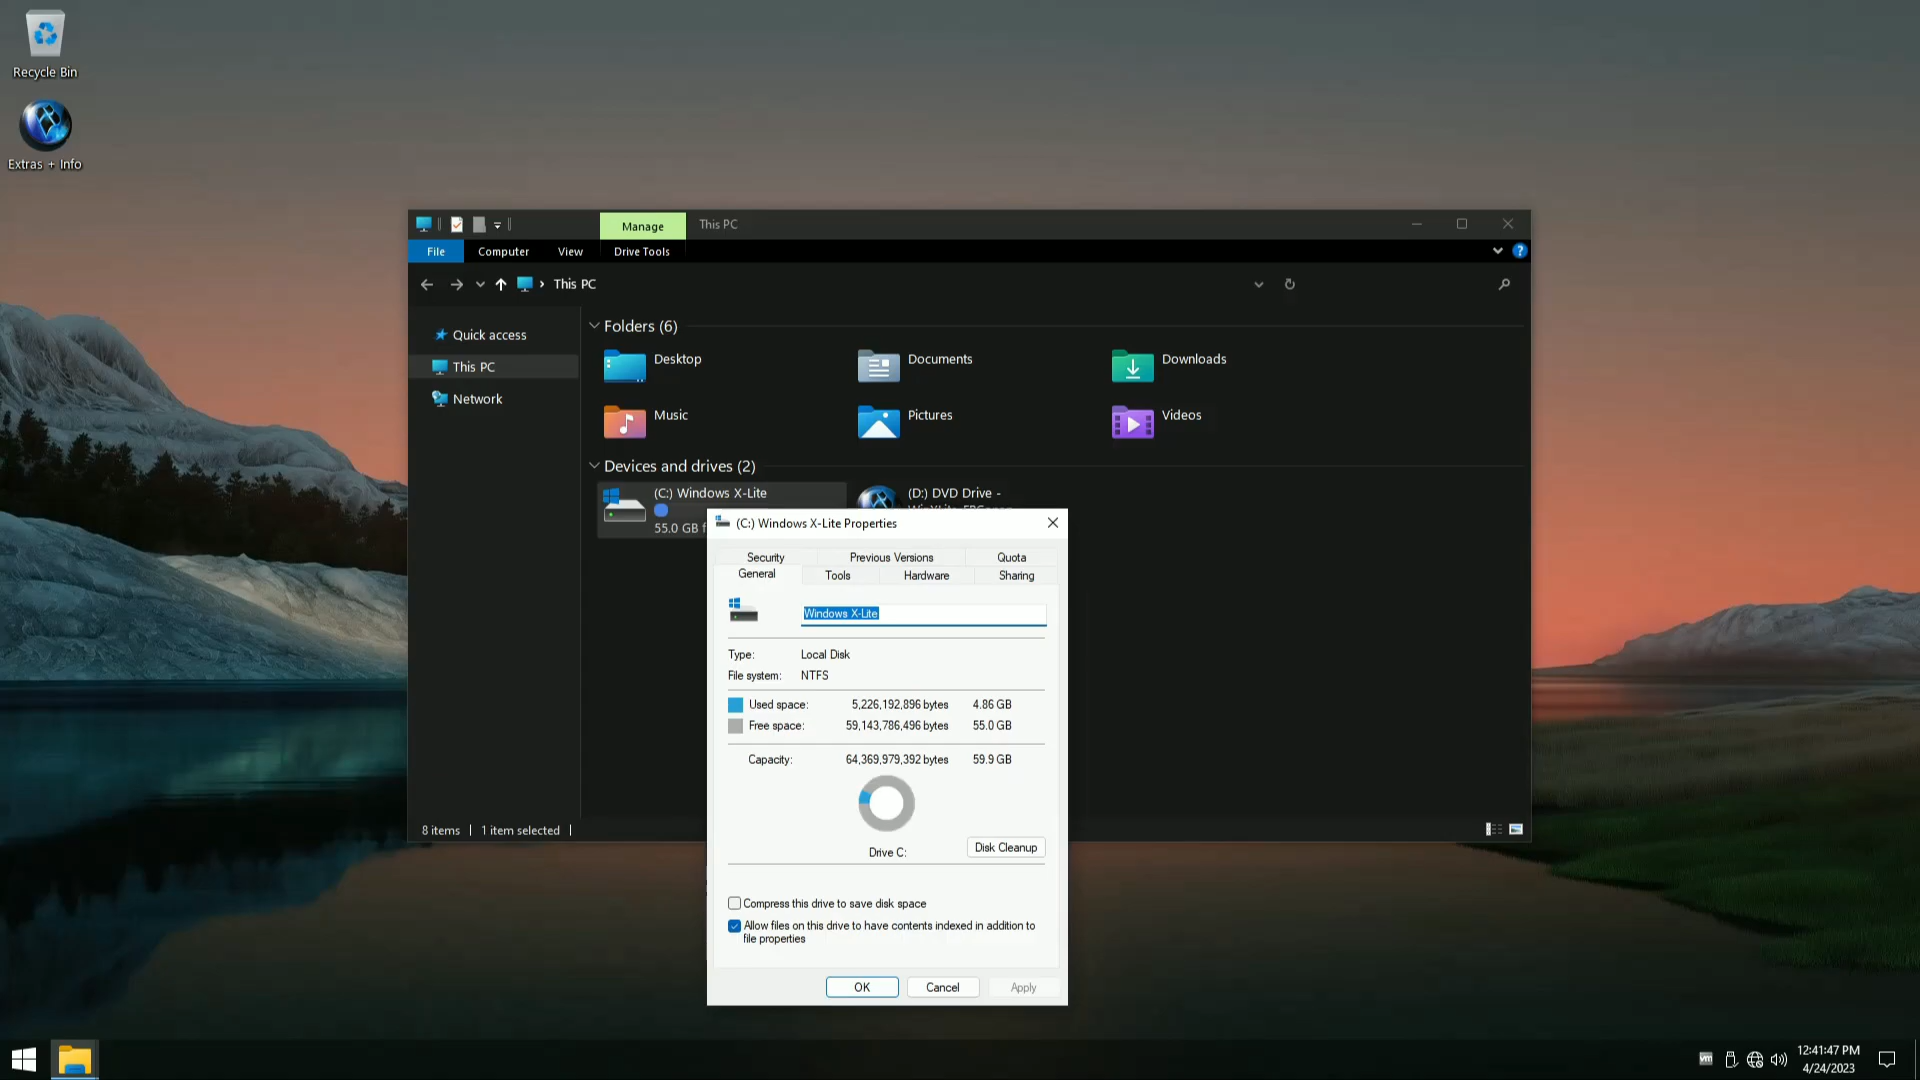 Recycle Bin
Extras + Info
Manage
This PC
File
Computer
View
Drive Tools
This PC
Quick access
This PC
Network
Folders (6)
Desktop
Documents
Downloads
Music
Pictures
Videos
Devices and drives (2)
(C:) Windows X-Lite
55.0 GB f
(D:) DVD Drive -
8 items
1 item selected
(C:) Windows X-Lite Properties
Security
Previous Versions
Quota
General
Tools
Hardware
Sharing
Windows X-Lite
Type: Local Disk
File system: NTFS
Used space: 5,226,192,896 bytes 4.86 GB
Free space: 59,143,786,496 bytes 55.0 GB
Capacity: 64,369,979,392 bytes 59.9 GB
Drive C:
Disk Cleanup
Compress this drive to save disk space
Allow files on this drive to have contents indexed in addition to
file properties
OK
Cancel
Apply
vm
12:41:47 PM
4/24/2023